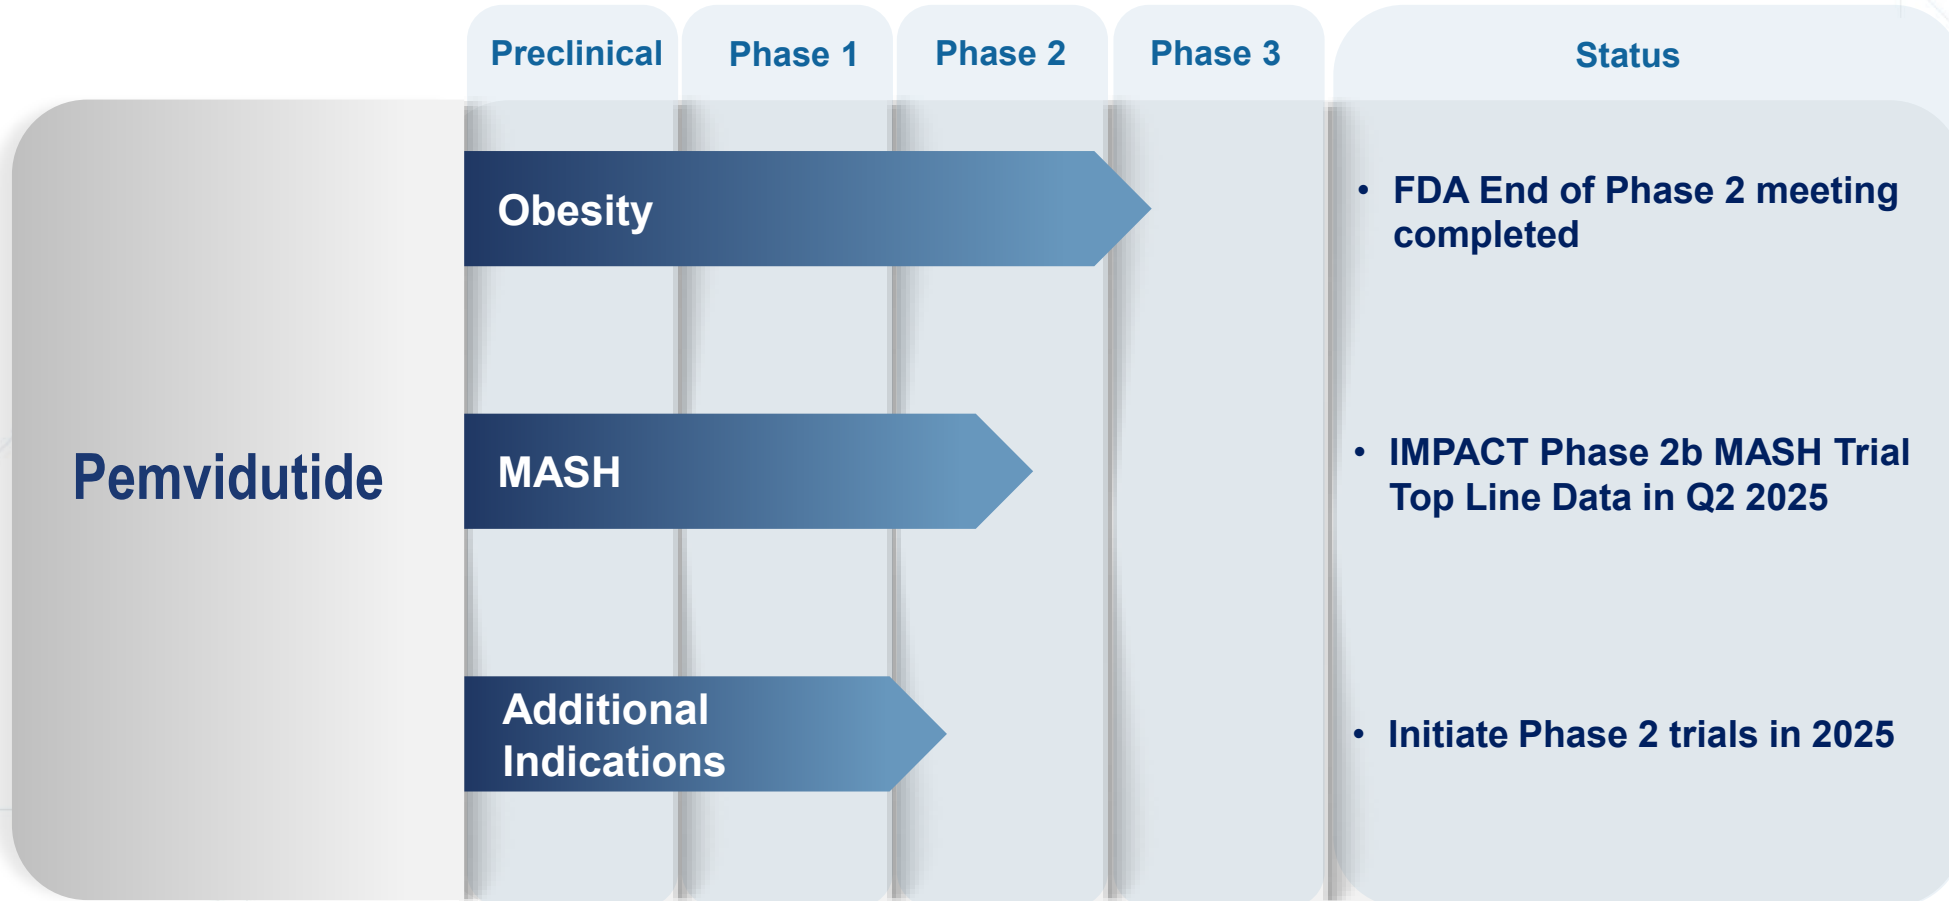 Preclinical
Phase 1
Phase 2
Phase 3
Status
Pemvidutide
Obesity
• FDA End of Phase 2 meeting
completed
MASH
• IMPACT Phase 2b MASH Trial
Top Line Data in Q2 2025
Additional
Indications
• Initiate Phase 2 trials in 2025